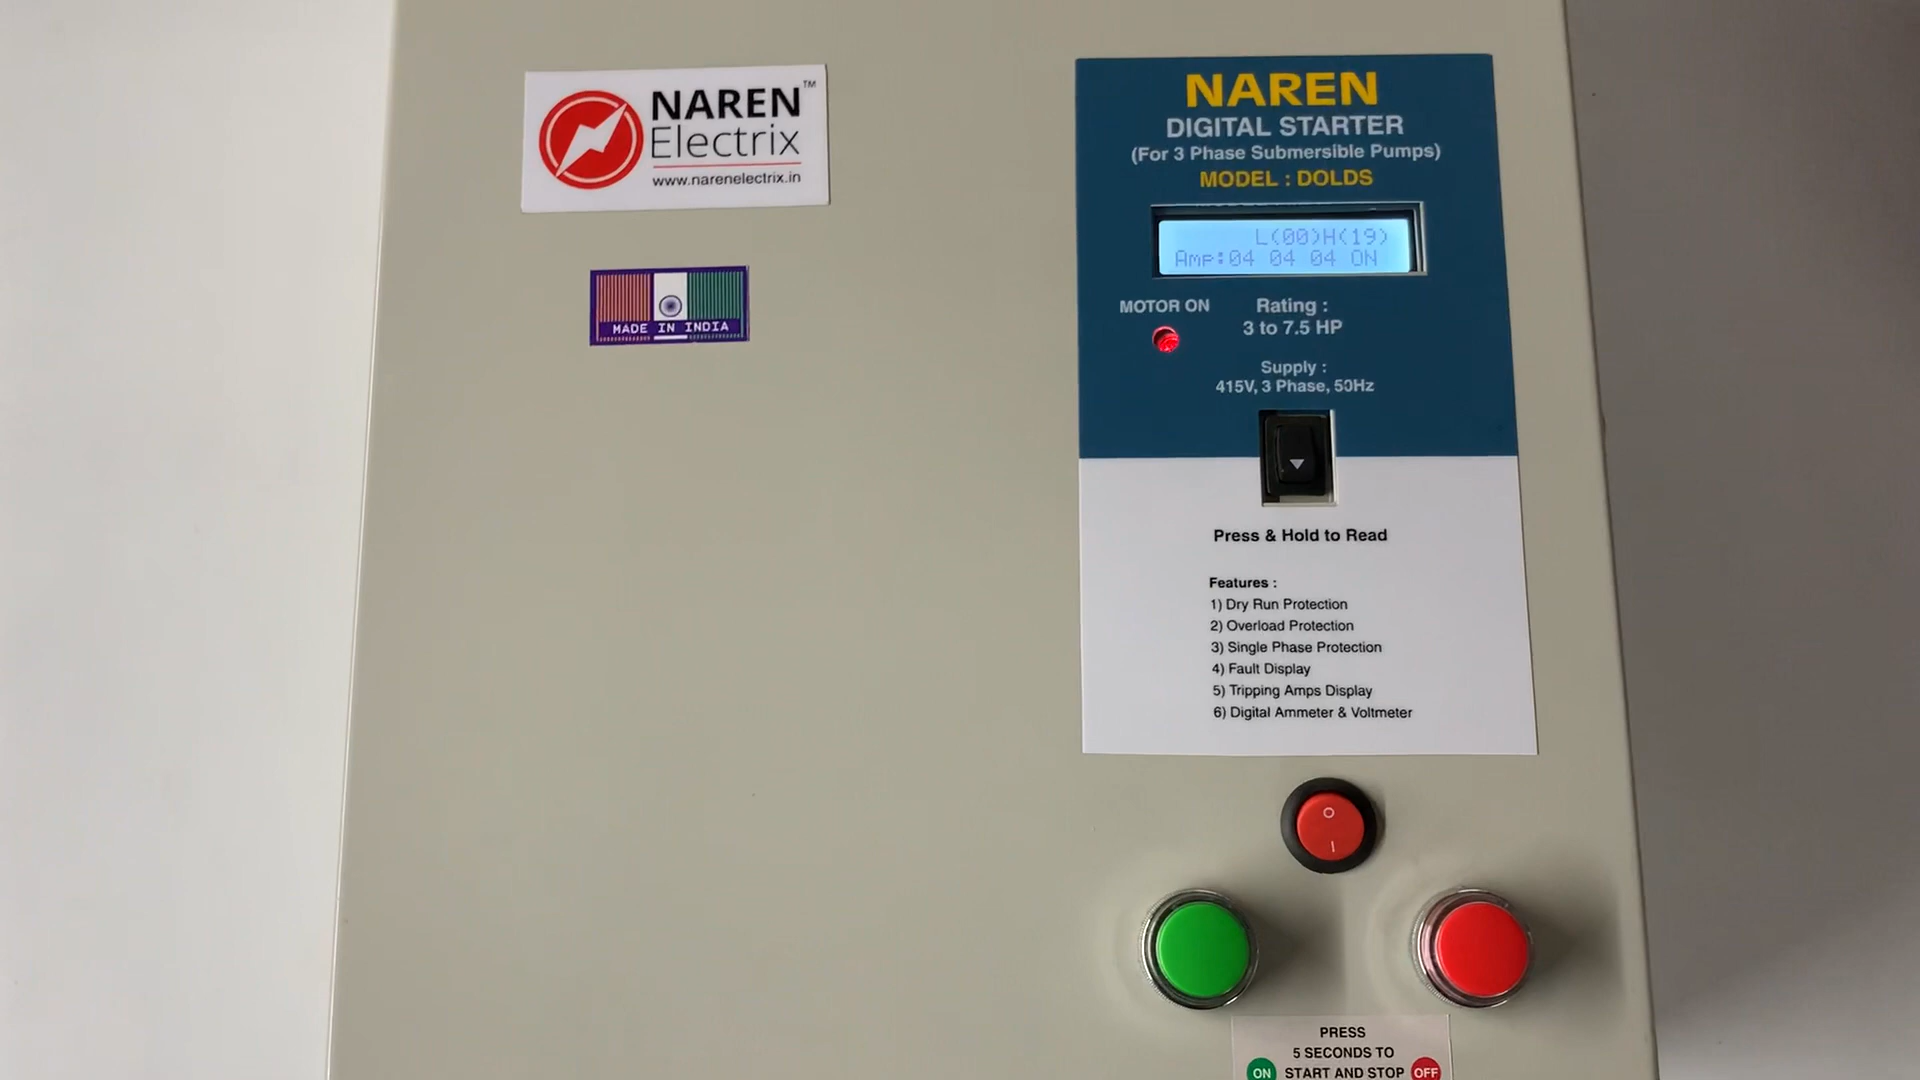 NAREN™
Electrix
www.narenelectrix.in
MADE IN INDIA
NAREN
DIGITAL STARTER
(For 3 Phase Submersible Pumps)
MODEL : DOLDS
L(00)H(19)
Amp:04 04 04 ON
MOTOR ON
Rating :
3 to 7.5 HP
Supply :
415V, 3 Phase, 50Hz
Press & Hold to Read
Features :
1) Dry Run Protection
2) Overload Protection
3) Single Phase Protection
4) Fault Display
5) Tripping Amps Display
6) Digital Ammeter & Voltmeter
O
I
PRESS
5 SECONDS TO
ON START AND STOP OFF